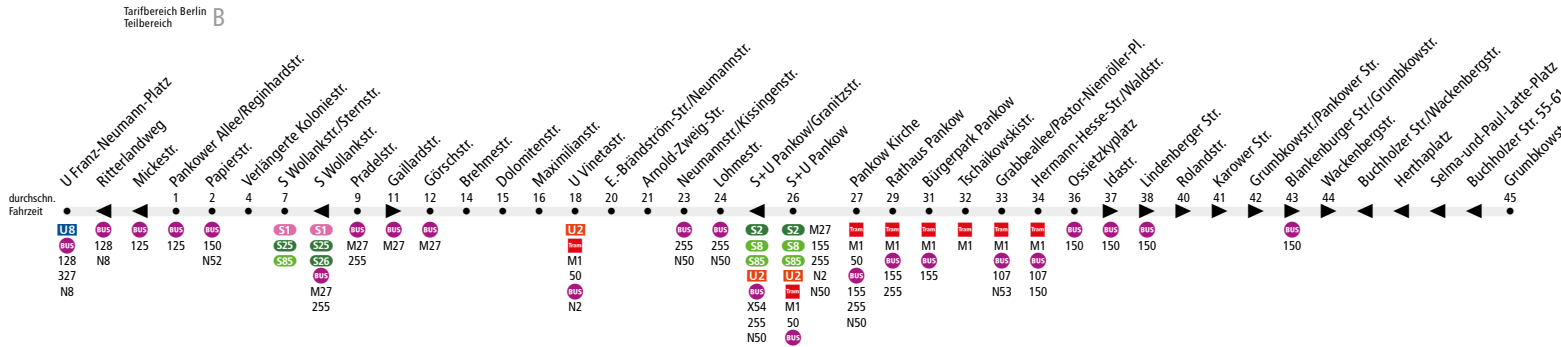 Tarifbereich Berlin
Teilbereich
B
U Franz-Neumann-Platz
Ritterlandweg
Mickestr.
Pankower Allee/Reginhardstr.
Papierstr.
Verlängerte Koloniestr.
S Wollankstr./Sternstr.
S Wollankstr.
Pradelstr.
Gaillardstr.
Görschstr.
Brehmestr.
Dolomitenstr.
Maximilianstr.
U Vinetastr.
E.-Brändström-Str./Neumannstr.
Arnold-Zweig-Str.
Neumannstr./Kissingenstr.
Lohmestr.
S+U Pankow/Granitzstr.
S+U Pankow
Pankow Kirche
Rathaus Pankow
Bürgerpark Pankow
Tschaikowskistr.
Grabbeallee/Pastor-Niemöller-Pl.
Hermann-Hesse-Str./Waldstr.
Ossietzkyplatz
Idastr.
Lindenberger Str.
Rolandstr.
Karower Str.
Grumbkowstr./Pankower Str.
Blankenburger Str./Grumbkowstr.
Wackenbergstr.
Buchholzer Str./Wackenbergstr.
Herthaplatz
Selma-und-Paul-Latte-Platz
Buchholzer Str. 55-6
Grumbkows
durchschn. 1 2 4 7 9 11 12 14 15 16 18 20 21 23 24 26 27 29 31 32 33 34 36 37 38 40 41 42 43 44 45
Fahrzeit
U8 BUS BUS BUS BUS S1 S1 BUS BUS BUS U2 BUS BUS S2 S2 M27 Tram Tram Tram Tram Tram Tram BUS BUS BUS BUS
BUS 128 125 125 150 S25 S25 M27 M27 M27 Tram 255 255 S8 S8 155 M1 M1 M1 M1 M1 M1 150 150 150 150
128 N8 N52 S85 S26 255 M1 N50 N50 S85 S85 255 50 BUS BUS BUS BUS
327 BUS 50 U2 U2 N2 BUS 155 155 107 107
N8 M27 BUS BUS Tram N50 155 255 N53 150
255 N2 X54 M1 255
255 50 N50
N50 BUS